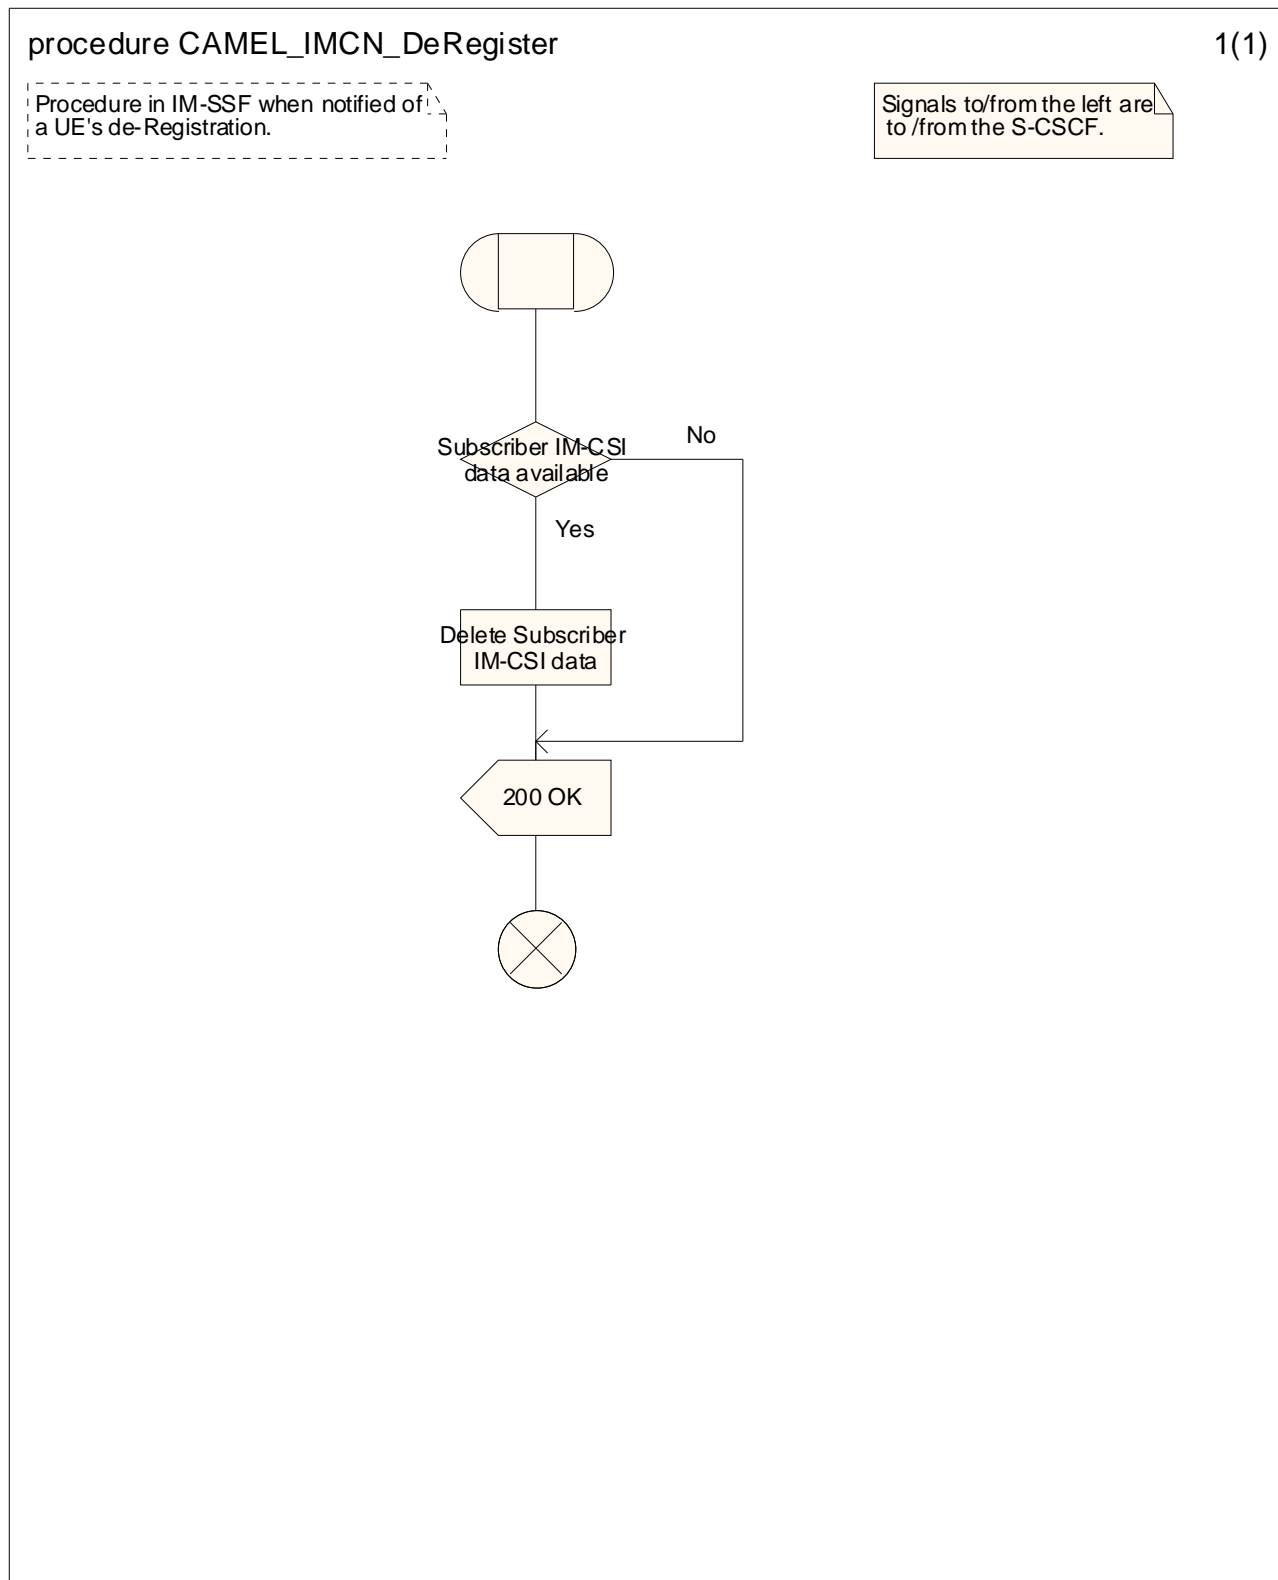 procedure CAMEL_IMCN_DeRegister
1(1)
Procedure in IM-SSF when notified of
a UE's de-Registration.
Signals to/from the left are
to /from the S-CSCF.
Subscriber IM-CSI
data available
No
Yes
Delete Subscriber
IM-CSI data
200 OK